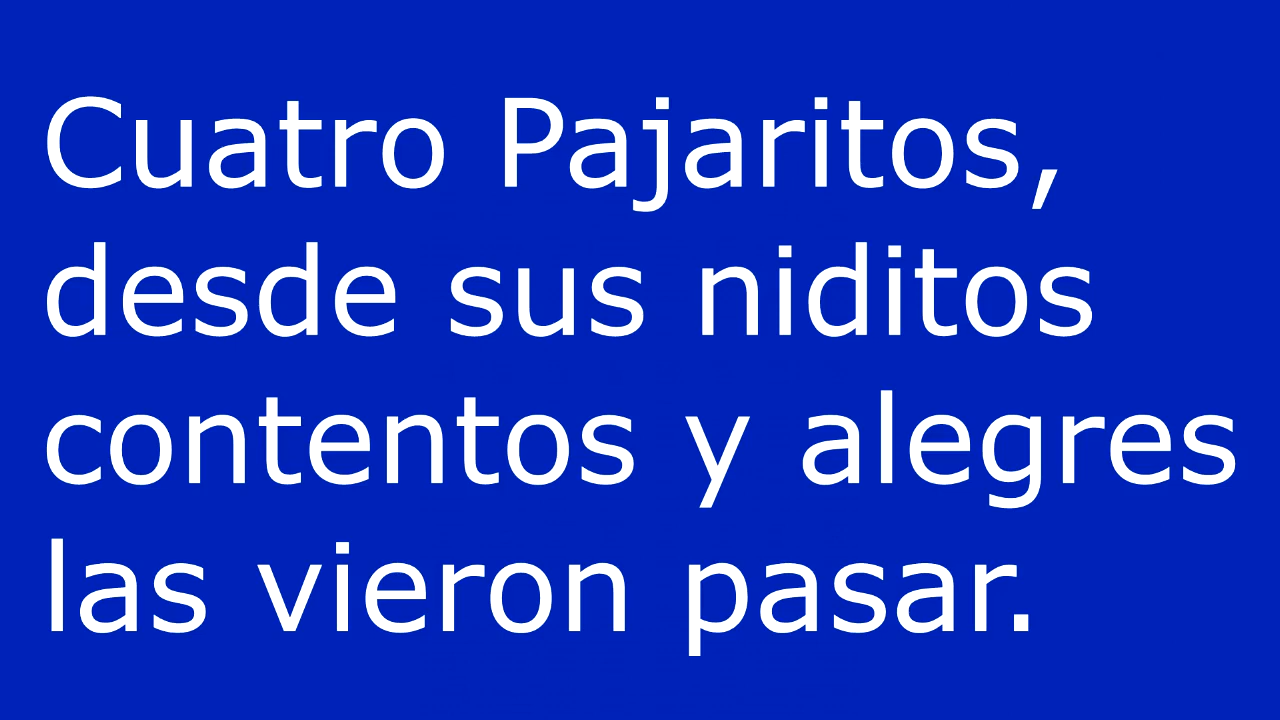 Cuatro Pajaritos,
desde sus niditos
contentos y alegres
las vieron pasar.